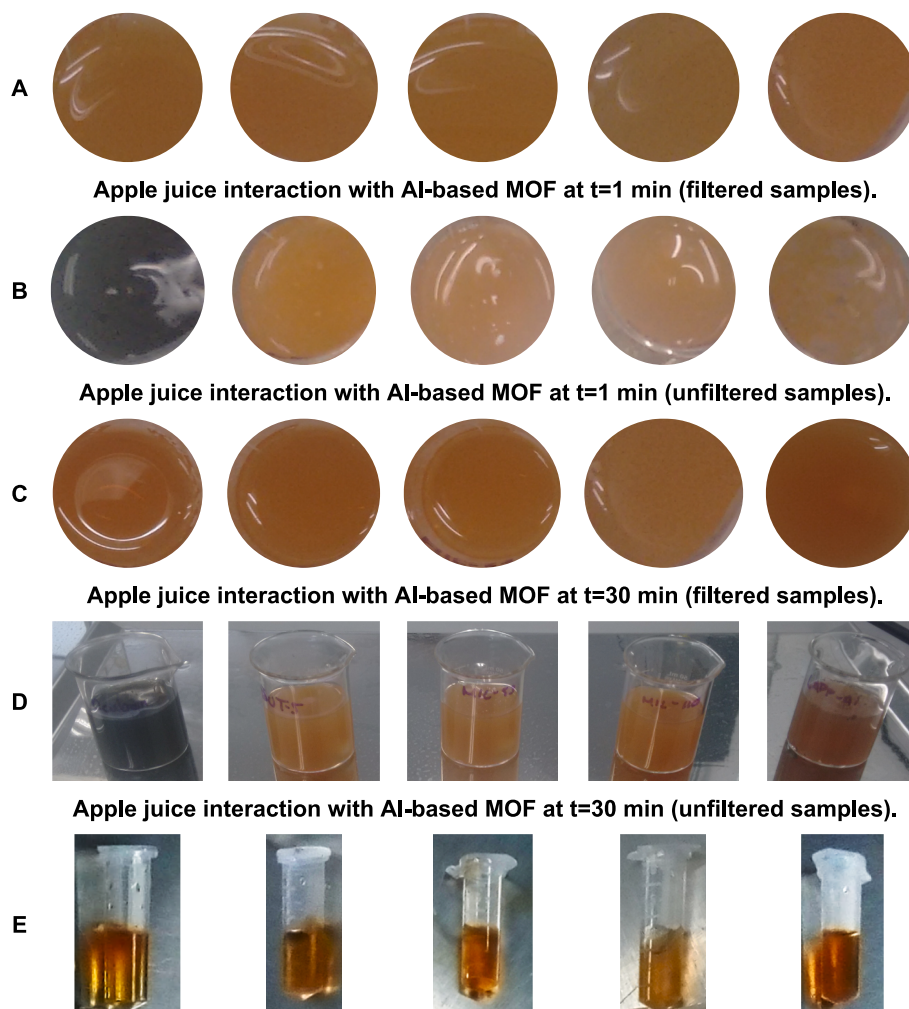 A
Apple juice interaction with Al-based MOF at t=1 min (filtered samples).
B
Apple juice interaction with Al-based MOF at t=1 min (unfiltered samples).
C
Apple juice interaction with Al-based MOF at t=30 min (filtered samples).
D
Apple juice interaction with Al-based MOF at t=30 min (unfiltered samples).
E